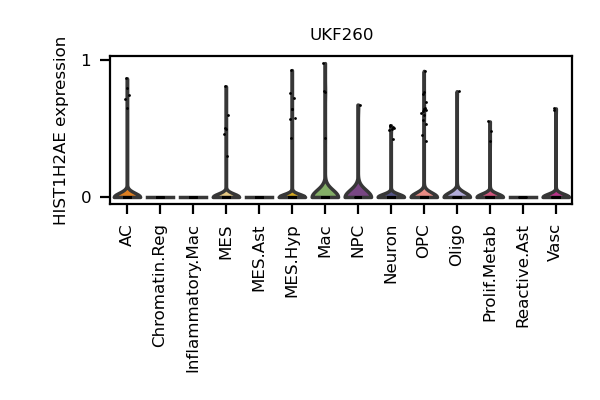 UKF260
HIST1H2AE expression
1
0
AC
Chromatin.Reg
Inflammatory.Mac
MES
MES.Ast
MES.Hyp
Mac
NPC
Neuron
OPC
Oligo
Prolif.Metab
Reactive.Ast
Vasc